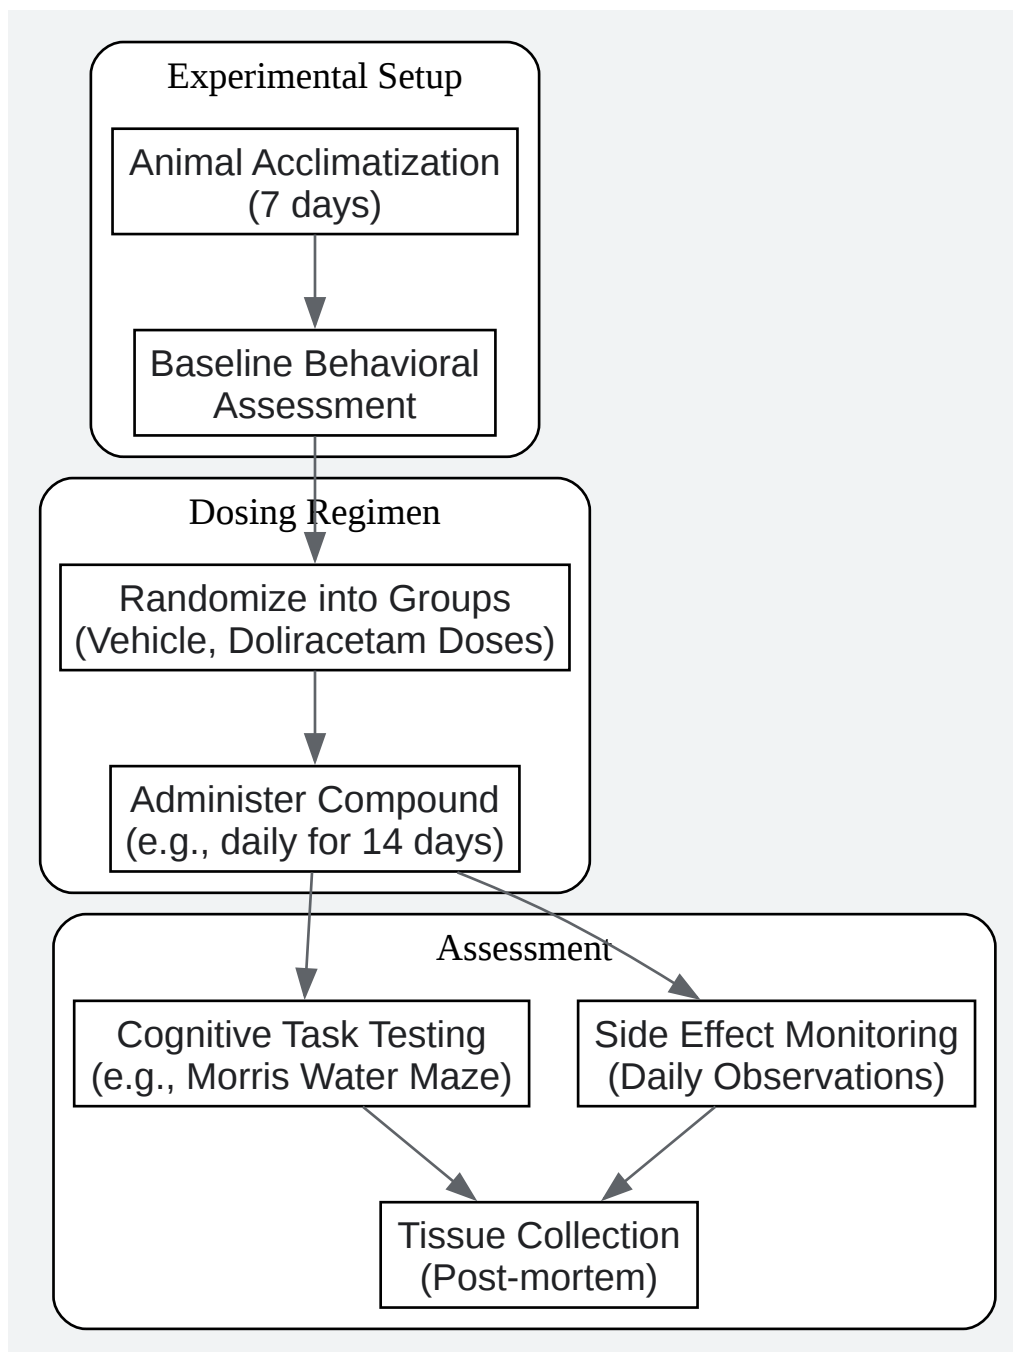 Experimental Setup
Animal Acclimatization
(7 days)
Baseline Behavioral
Assessment
Dosing Regimen
Randomize into Groups
(Vehicle, Doliracetam Doses)
Administer Compound
(e.g., daily for 14 days)
Assessment
Cognitive Task Testing
(e.g., Morris Water Maze)
Side Effect Monitoring
(Daily Observations)
Tissue Collection
(Post-mortem)